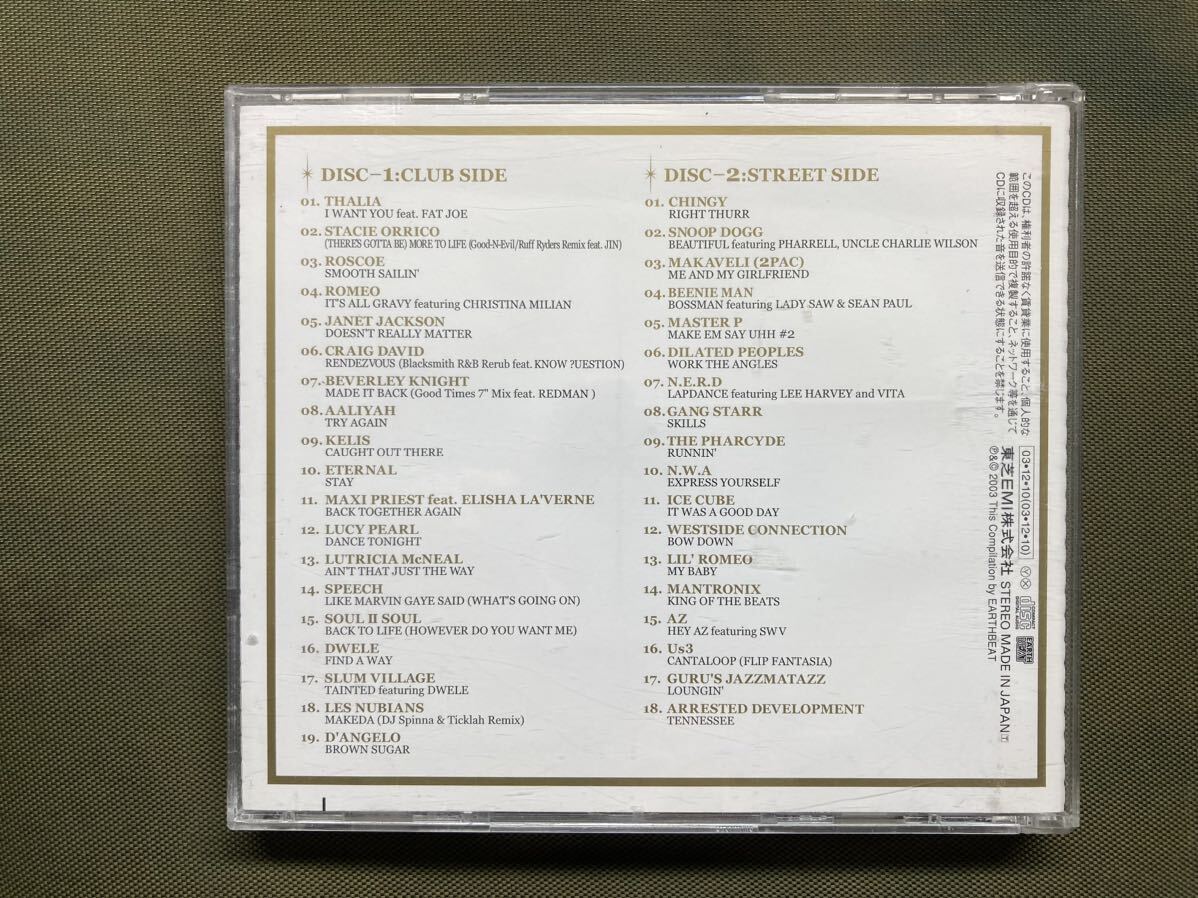 DISC-1:CLUB SIDE
01. THALIA
I WANT YOU feat. FAT JOE
02. STACIE ORRICO
(THERE'S GOTTA BE) MORE TO LIFE (Good-N-Evil/Ruff Ryders Remix feat. JIN)
03. ROSCOE
SMOOTH SAILIN'
04. ROMEO
IT'S ALL GRAVY featuring CHRISTINA MILIAN
05. JANET JACKSON
DOESN'T REALLY MATTER
06. CRAIG DAVID
RENDEZVOUS (Blacksmith R&B Rerub feat. KNOW ?UESTION)
07. BEVERLEY KNIGHT
MADE IT BACK (Good Times 7" Mix feat. REDMAN )
08. AALIYAH
TRY AGAIN
09. KELIS
CAUGHT OUT THERE
10. ETERNAL
STAY
11. MAXI PRIEST feat. ELISHA LA'VERNE
BACK TOGETHER AGAIN
12. LUCY PEARL
DANCE TONIGHT
13. LUTRICIA McNEAL
AIN'T THAT JUST THE WAY
14. SPEECH
LIKE MARVIN GAYE SAID (WHAT'S GOING ON)
15. SOUL II SOUL
BACK TO LIFE (HOWEVER DO YOU WANT ME)
16. DWELE
FIND A WAY
17. SLUM VILLAGE
TAINTED featuring DWELE
18. LES NUBIANS
MAKEDA (DJ Spinna & Ticklah Remix)
19. D'ANGELO
BROWN SUGAR
DISC-2:STREET SIDE
01. CHINGY
RIGHT THURR
02. SNOOP DOGG
BEAUTIFUL featuring PHARRELL, UNCLE CHARLIE WILSON
03. MAKAVELI (2PAC)
ME AND MY GIRLFRIEND
04. BEENIE MAN
BOSSMAN featuring LADY SAW & SEAN PAUL
05. MASTER P
MAKE EM SAY UHH #2
06. DILATED PEOPLES
WORK THE ANGLES
07. N.E.R.D
LAPDANCE featuring LEE HARVEY and VITA
08. GANG STARR
SKILLS
09. THE PHARCYDE
RUNNIN'
10. N.W.A
EXPRESS YOURSELF
11. ICE CUBE
IT WAS A GOOD DAY
12. WESTSIDE CONNECTION
BOW DOWN
13. LIL' ROMEO
MY BABY
14. MANTRONIX
KING OF THE BEATS
15. AZ
HEY AZ featuring SWV
16. Us3
CANTALOOP (FLIP FANTASIA)
17. GURU'S JAZZMATAZZ
LOUNGIN'
18. ARRESTED DEVELOPMENT
TENNESSEE
このCDは、権利者の許諾なく賃貸業に使用すること、個人的な
範囲を超える使用目的で複製すること、ネットワーク等を通じて
CDに収録された音を送信できる状態にすることを禁じます。
03•12•10(03•12•10) Ⓨ Ⓧ COMPACT disc DIGITAL AUDIO EARTH BEAT
東芝EMI株式会社 STEREO MADE IN JAPAN T
℗&© 2003 This Compilation by EARTHBEAT